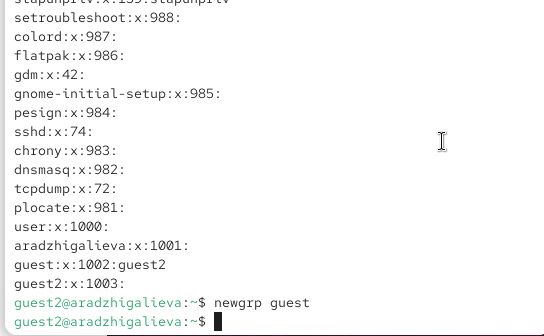 setroubleshoot:x:988:
colord:x:987:
flatpak:x:986:
gdm:x:42:
gnome-initial-setup:x:985:
pesign:x:984:
sshd:x:74:
chrony:x:983:
dnsmasq:x:982:
tcpdump:x:72:
plocate:x:981:
user:x:1000:
aradzhigalieva:x:1001:
guest:x:1002:guest2
guest2:x:1003:
guest2@aradzhigalieva:~$ newgrp guest
guest2@aradzhigalieva:~$